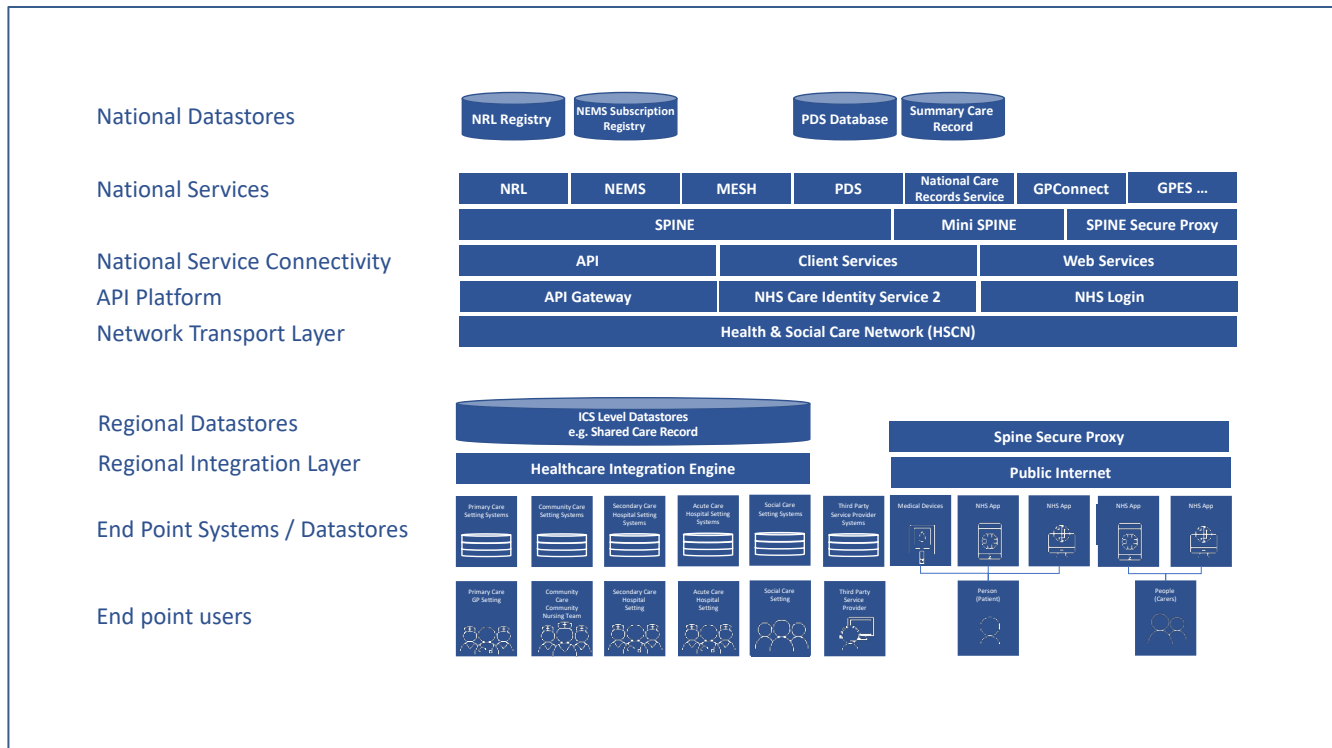 National Datastores
NRL Registry
NEMS Subscription
Registry
PDS Database
Summary Care
Record
National Services
NRL
NEMS
MESH
PDS
National Care
Records Service
GPConnect
GPES ...
SPINE
Mini SPINE
SPINE Secure Proxy
National Service Connectivity
API
Client Services
Web Services
API Platform
API Gateway
NHS Care Identity Service 2
NHS Login
Network Transport Layer
Health & Social Care Network (HSCN)
Regional Datastores
ICS Level Datastores
e.g. Shared Care Record
Spine Secure Proxy
Regional Integration Layer
Healthcare Integration Engine
Public Internet
End Point Systems / Datastores
Primary Care
Setting Systems
Community Care
Setting Systems
Secondary Care
Hospital Setting
Systems
Acute Care
Hospital Setting
Systems
Social Care
Setting Systems
Third Party
Service Provider
Systems
Medical Devices
NHS App
NHS App
NHS App
NHS App
End point users
Primary Care
GP Setting
Community
Care
Community
Nursing Team
Secondary Care
Hospital
Setting
Acute Care
Hospital
Setting
Social Care
Setting
Third Party
Service
Provider
Person
(Patient)
People
(Carers)